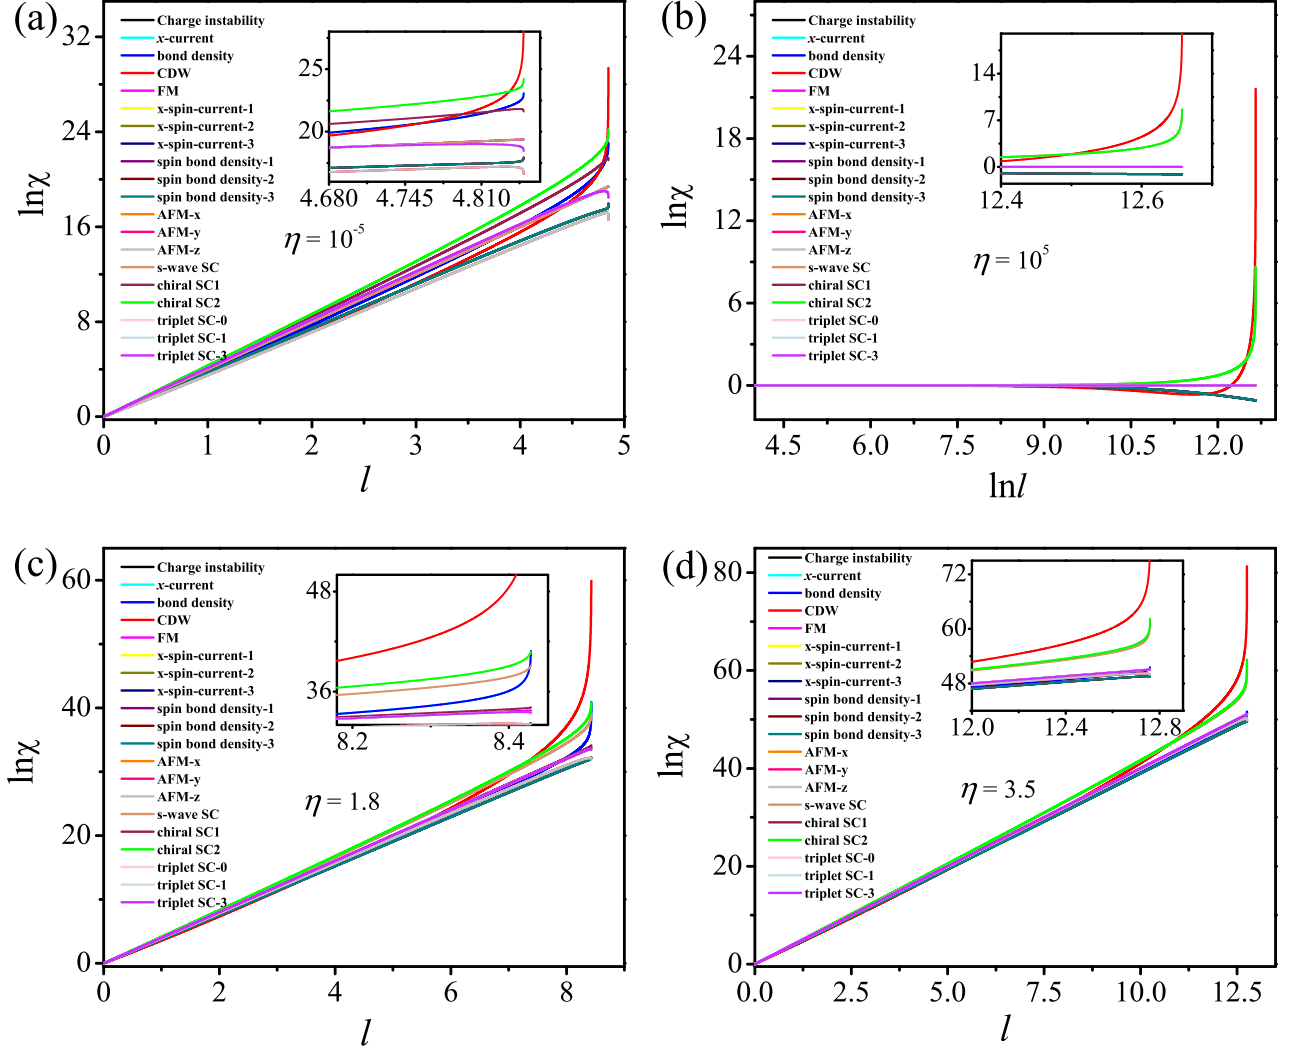 (a)
32
24
16
8
0
lnχ
Charge instability
x-current
bond density
CDW
FM
x-spin-current-1
x-spin-current-2
x-spin-current-3
spin bond density-1
spin bond density-2
spin bond density-3
AFM-x
AFM-y
AFM-z
s-wave SC
chiral SC1
chiral SC2
triplet SC-0
triplet SC-1
triplet SC-3
25
20
4.680 4.745 4.810
η = 10⁻⁵
0 1 2 3 4 5
l
(b)
24
18
12
6
0
lnχ
Charge instability
x-current
bond density
CDW
FM
x-spin-current-1
x-spin-current-2
x-spin-current-3
spin bond density-1
spin bond density-2
spin bond density-3
AFM-x
AFM-y
AFM-z
s-wave SC
chiral SC1
chiral SC2
triplet SC-0
triplet SC-1
triplet SC-3
14
7
0
12.4 12.6
η = 10⁵
4.5 6.0 7.5 9.0 10.5 12.0
lnl
(c)
60
40
20
0
lnχ
Charge instability
x-current
bond density
CDW
FM
x-spin-current-1
x-spin-current-2
x-spin-current-3
spin bond density-1
spin bond density-2
spin bond density-3
AFM-x
AFM-y
AFM-z
s-wave SC
chiral SC1
chiral SC2
triplet SC-0
triplet SC-1
triplet SC-3
48
36
8.2 8.4
η = 1.8
0 2 4 6 8
l
(d)
80
60
40
20
0
lnχ
Charge instability
x-current
bond density
CDW
FM
x-spin-current-1
x-spin-current-2
x-spin-current-3
spin bond density-1
spin bond density-2
spin bond density-3
AFM-x
AFM-y
AFM-z
s-wave SC
chiral SC1
chiral SC2
triplet SC-0
triplet SC-1
triplet SC-3
72
60
48
12.0 12.4 12.8
η = 3.5
0.0 2.5 5.0 7.5 10.0 12.5
l